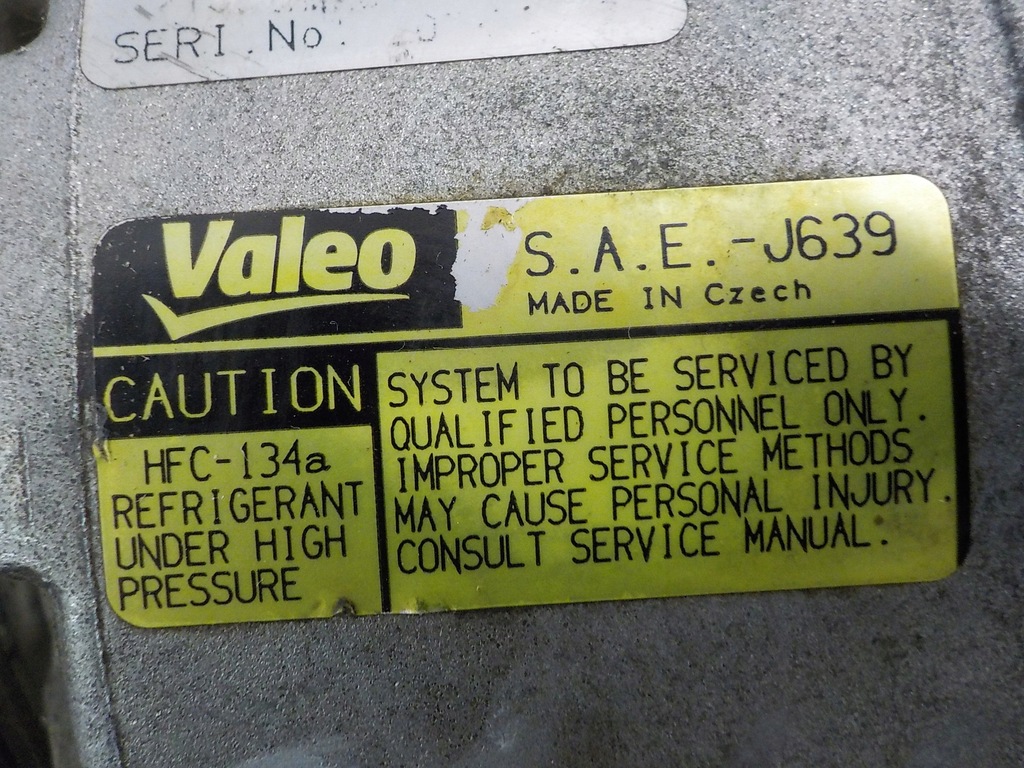 SERI.No. J
Valeo
S.A.E.-J639
MADE IN Czech
CAUTION
HFC-134a
REFRIGERANT
UNDER HIGH
PRESSURE
SYSTEM TO BE SERVICED BY
QUALIFIED PERSONNEL ONLY.
IMPROPER SERVICE METHODS
MAY CAUSE PERSONAL INJURY.
CONSULT SERVICE MANUAL.